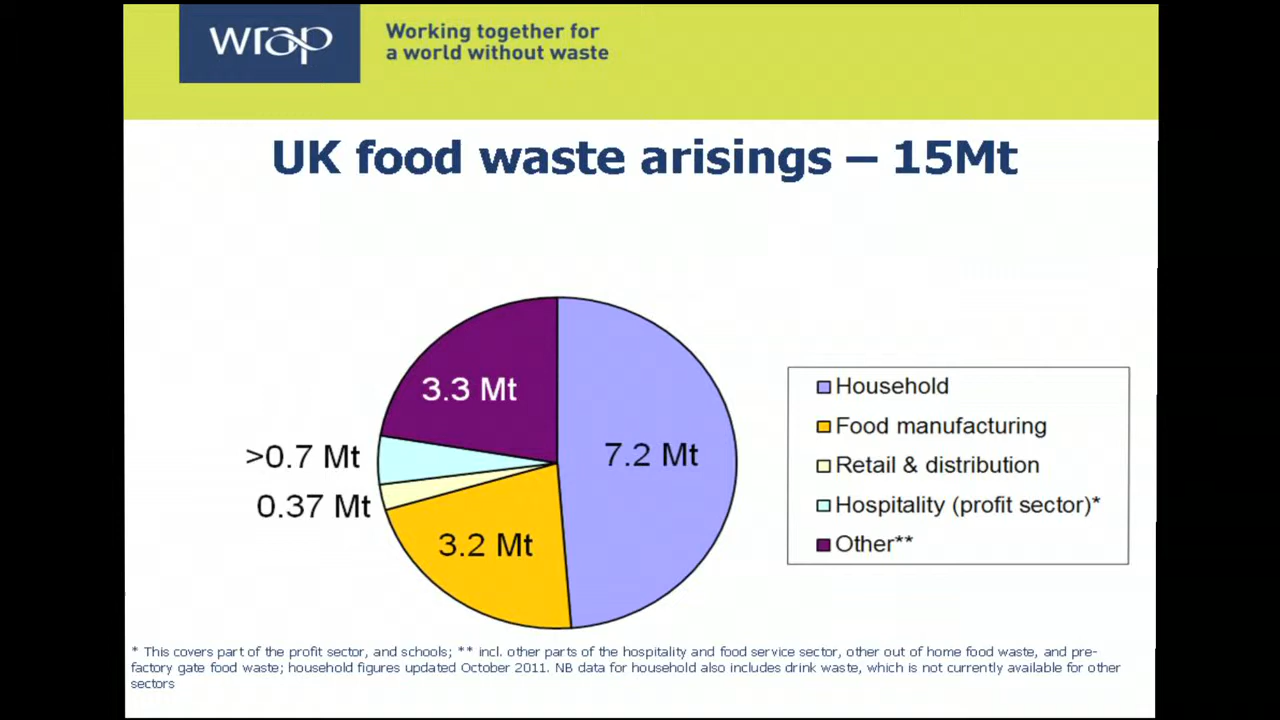 wrap
Working together for
a world without waste
UK food waste arisings – 15Mt
3.3 Mt
>0.7 Mt
0.37 Mt
3.2 Mt
7.2 Mt
Household
Food manufacturing
Retail & distribution
Hospitality (profit sector)*
Other**
* This covers part of the profit sector, and schools; ** incl. other parts of the hospitality and food service sector, other out of home food waste, and pre-
factory gate food waste; household figures updated October 2011. NB data for household also includes drink waste, which is not currently available for other
sectors